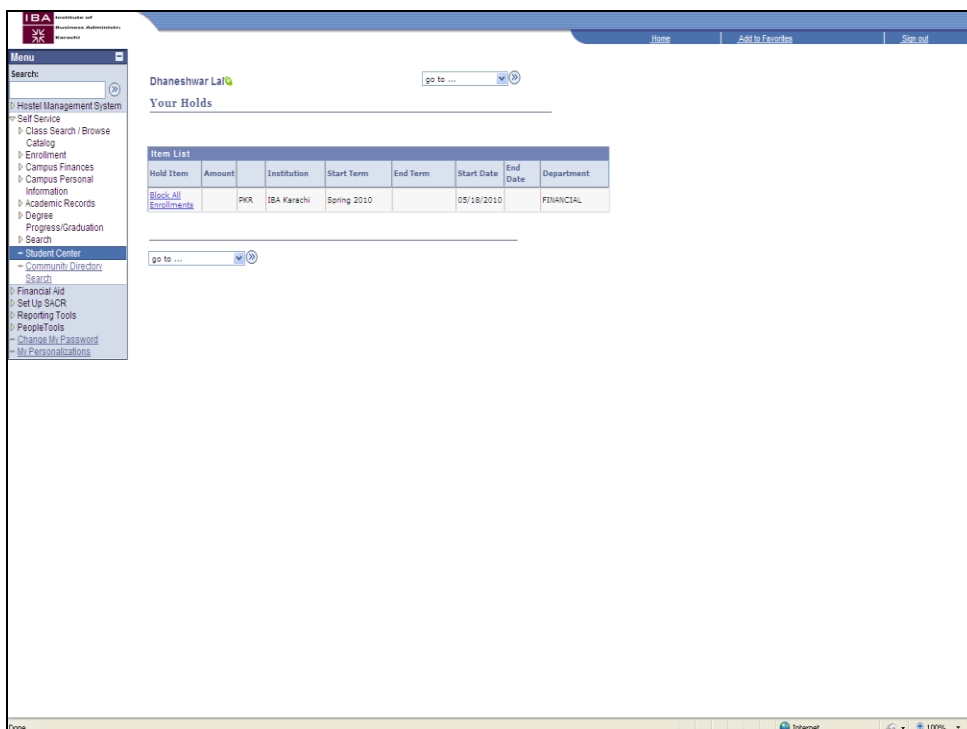 IBA Institute of
Business Administration
Karachi
Home Add to Favorites Sign out
Menu
Search:
Hostel Management System
Self Service
Class Search / Browse
Catalog
Enrollment
Campus Finances
Campus Personal
Information
Academic Records
Degree
Progress/Graduation
Search
Student Center
Community Directory
Search
Financial Aid
Set Up SACR
Reporting Tools
PeopleTools
Change My Password
My Personalizations
Dhaneshwar Lal
go to ...
Your Holds
Item List
Hold Item Amount Institution Start Term End Term Start Date End Date Department
Block All Enrollments PKR IBA Karachi Spring 2010 05/18/2010 FINANCIAL
go to ...
Done Internet 100%